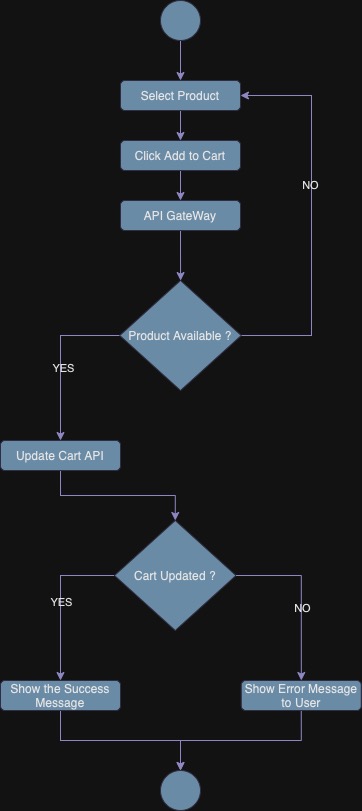 Select Product
Click Add to Cart
NO
API GateWay
Product Available ?
YES
Update Cart API
Cart Updated ?
YES
NO
Show the Success
Message
Show Error Message
to User